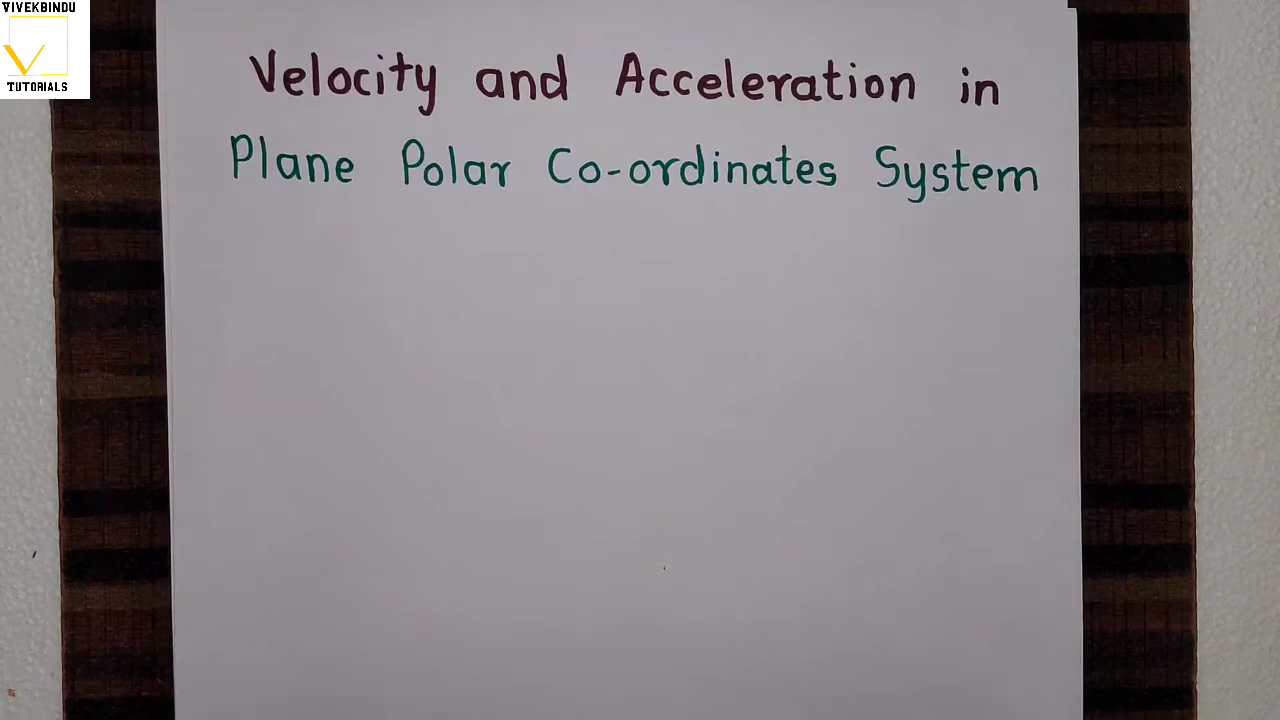 VIVEKBINDU
TUTORIALS
Velocity and Acceleration in
Plane Polar Co-ordinates System